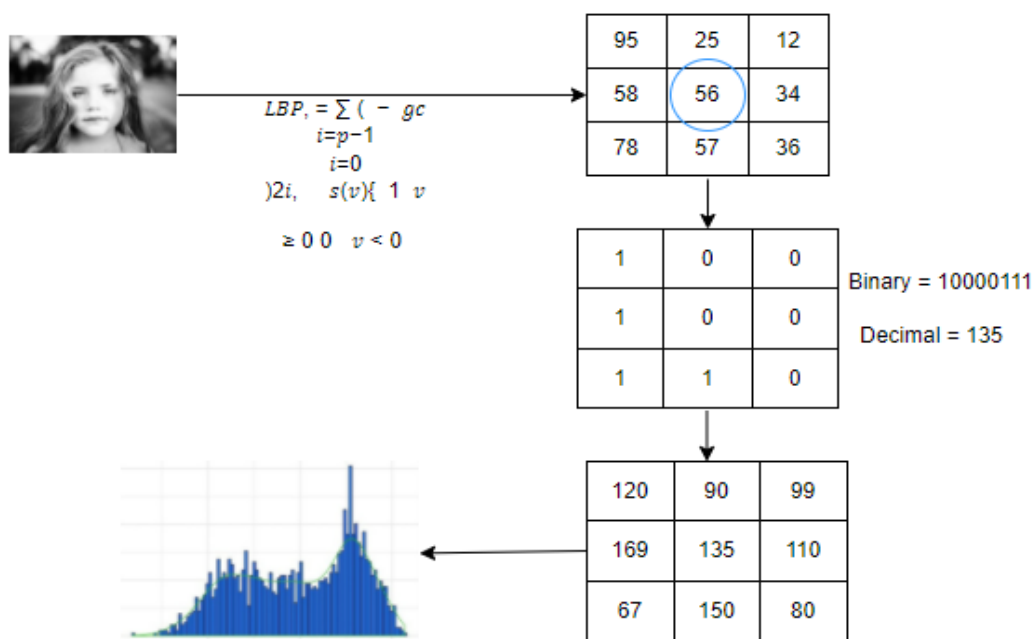 95 25 12
58 56 34
78 57 36
LBP, = ∑ ( − gc
i=p−1
i=0
)2i, s(v){ 1 v
≥ 0 0 v < 0
1 0 0
1 0 0
1 1 0
Binary = 10000111
Decimal = 135
120 90 99
169 135 110
67 150 80